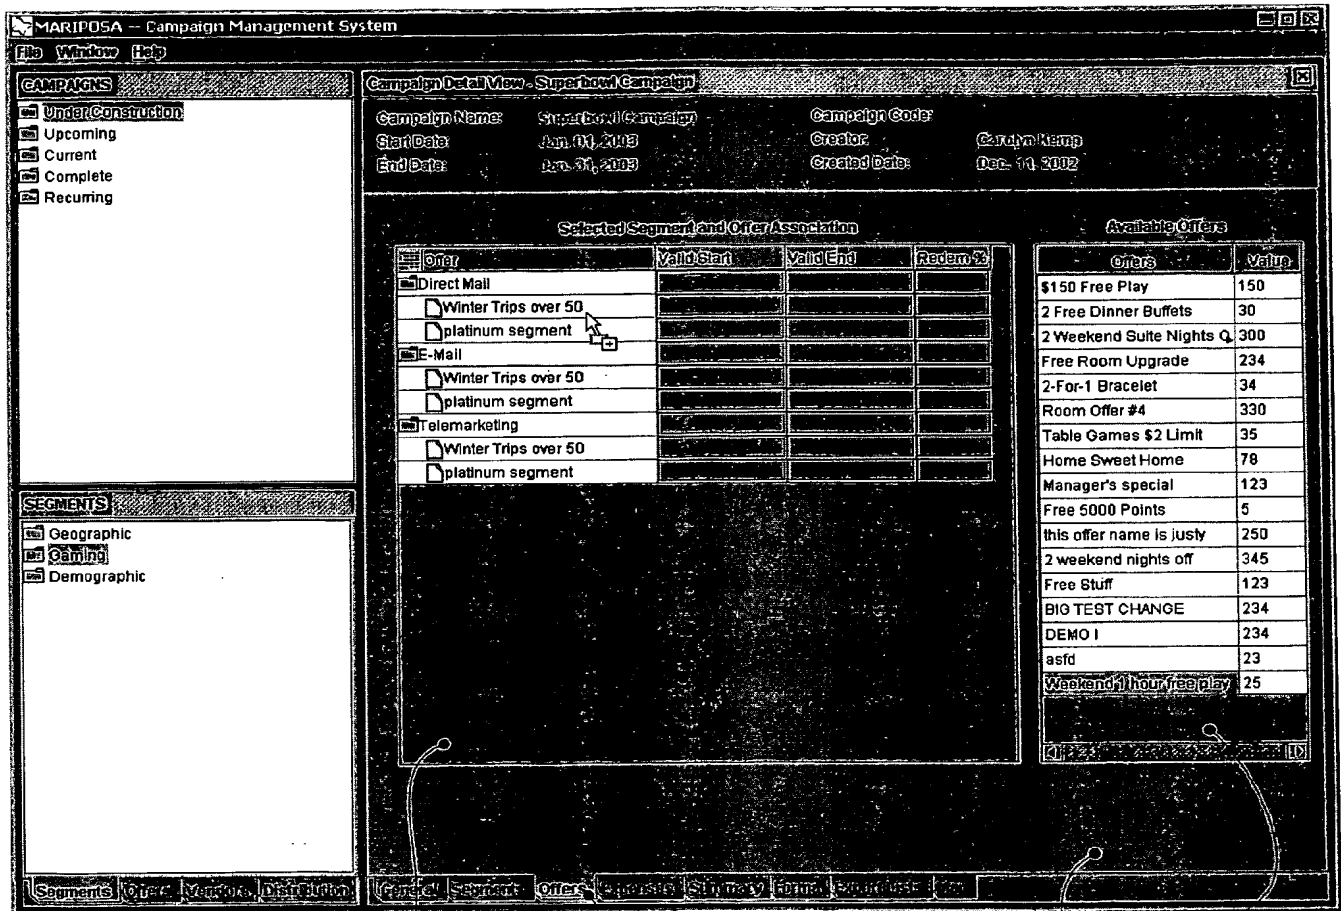 MARIPOSA -- Campaign Management System
File Window Help
CAMPAIGNS
Under Construction
Upcoming
Current
Complete
Recurring
SEGMENTS
Geographic
Gaming
Demographic
Segments Offers Vendors Distribution
Campaign Detail View - Superbowl Campaign
Campaign Name: Superbowl Campaign Campaign Code:
Start Date: Jan. 01, 2003 Creator: Carolyn Kemp
End Date: Jan. 31, 2003 Created Date: Dec. 11, 2002
Selected Segment and Offer Association
Offer Valid Start Valid End Redem %
Direct Mail
Winter Trips over 50
platinum segment
E-Mail
Winter Trips over 50
platinum segment
Telemarketing
Winter Trips over 50
platinum segment
Available Offers
Offers Value
$150 Free Play 150
2 Free Dinner Buffets 30
2 Weekend Suite Nights 300
Free Room Upgrade 234
2-For-1 Bracelet 34
Room Offer #4 330
Table Games $2 Limit 35
Home Sweet Home 78
Manager's special 123
Free 5000 Points 5
this offer name is justy 250
2 weekend nights off 345
Free Stuff 123
BIG TEST CHANGE 234
DEMO I 234
asfd 23
Weekend 1 hour free play 25
General Segments Offers Expenses Summary Format